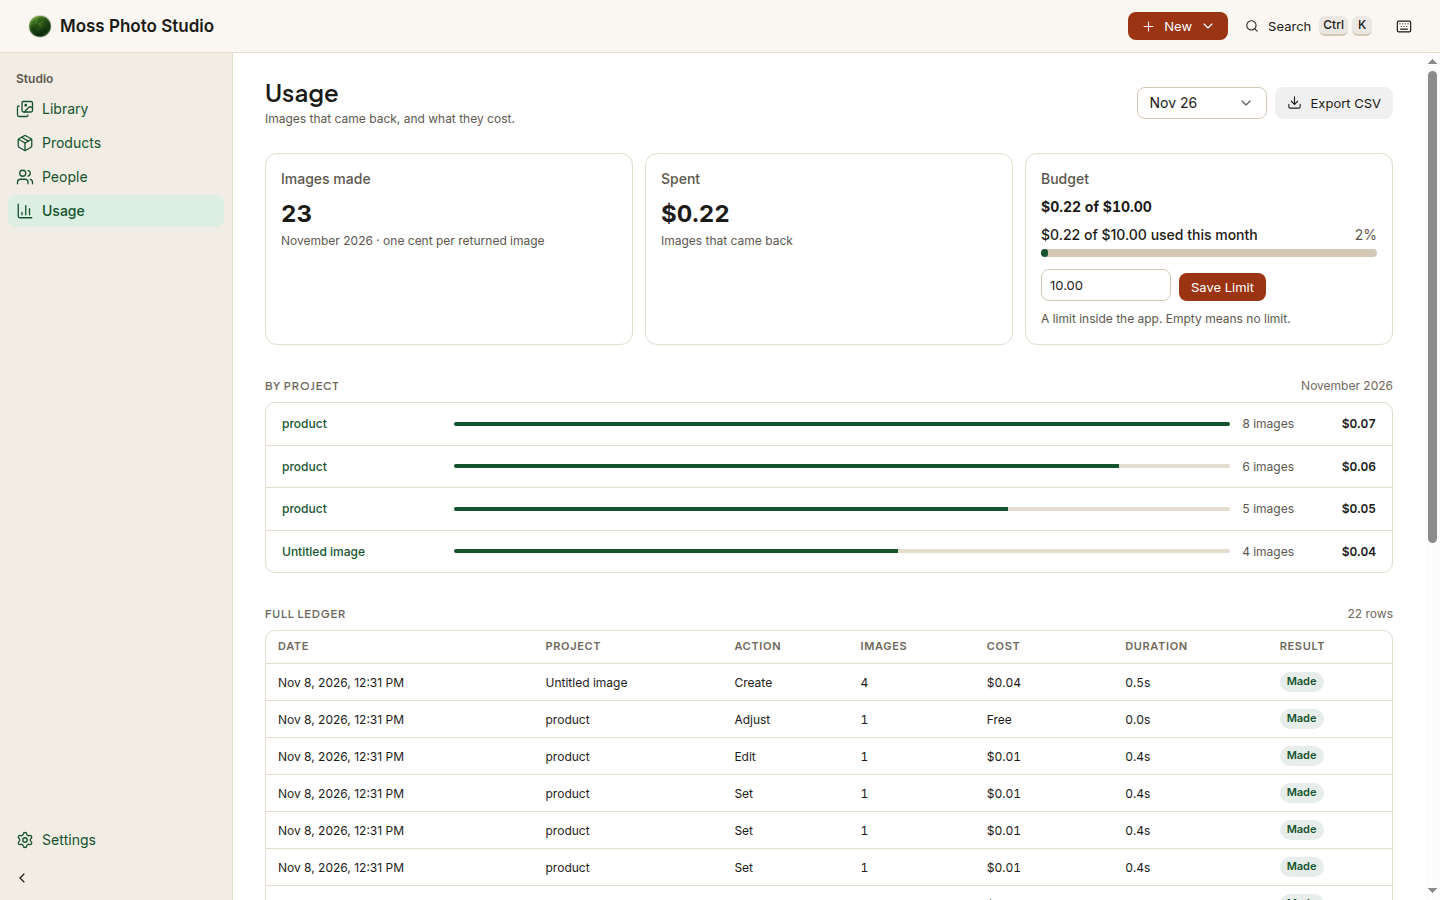 Moss Photo Studio
New
Search Ctrl K
Studio
Library
Products
People
Usage
Settings
Usage
Images that came back, and what they cost.
Nov 26
Export CSV
Images made
23
November 2026 · one cent per returned image
Spent
$0.22
Images that came back
Budget
$0.22 of $10.00
$0.22 of $10.00 used this month 2%
10.00 Save Limit
A limit inside the app. Empty means no limit.
BY PROJECT November 2026
product 8 images $0.07
product 6 images $0.06
product 5 images $0.05
Untitled image 4 images $0.04
FULL LEDGER 22 rows
DATE PROJECT ACTION IMAGES COST DURATION RESULT
Nov 8, 2026, 12:31 PM Untitled image Create 4 $0.04 0.5s Made
Nov 8, 2026, 12:31 PM product Adjust 1 Free 0.0s Made
Nov 8, 2026, 12:31 PM product Edit 1 $0.01 0.4s Made
Nov 8, 2026, 12:31 PM product Set 1 $0.01 0.4s Made
Nov 8, 2026, 12:31 PM product Set 1 $0.01 0.4s Made
Nov 8, 2026, 12:31 PM product Set 1 $0.01 0.4s Made